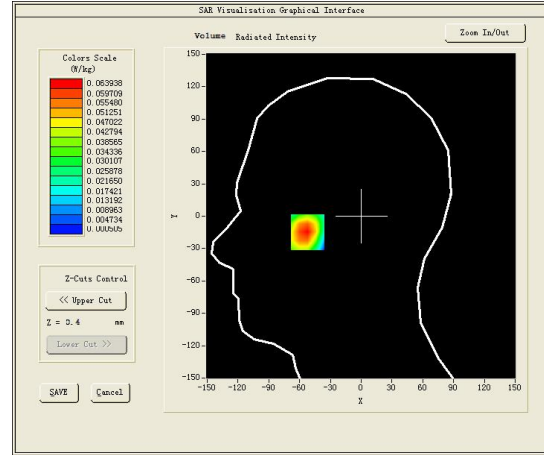 SAR Visualisation Graphical Interface
Volume Radiated Intensity
Zoom In/Out
Colors Scale
(W/kg)
0.063938
0.059709
0.055480
0.051251
0.047022
0.042794
0.038565
0.034336
0.030107
0.025878
0.021650
0.017421
0.013192
0.008963
0.004734
0.000505
Z-Cuts Control
<< Upper Cut
Z = 3.4 mm
Lower Cut >>
SAVE Cancel
150
120
90
60
30
0
-30
-60
-90
-120
-150
Y
-150 -120 -90 -60 -30 0 30 60 90 120 150
X